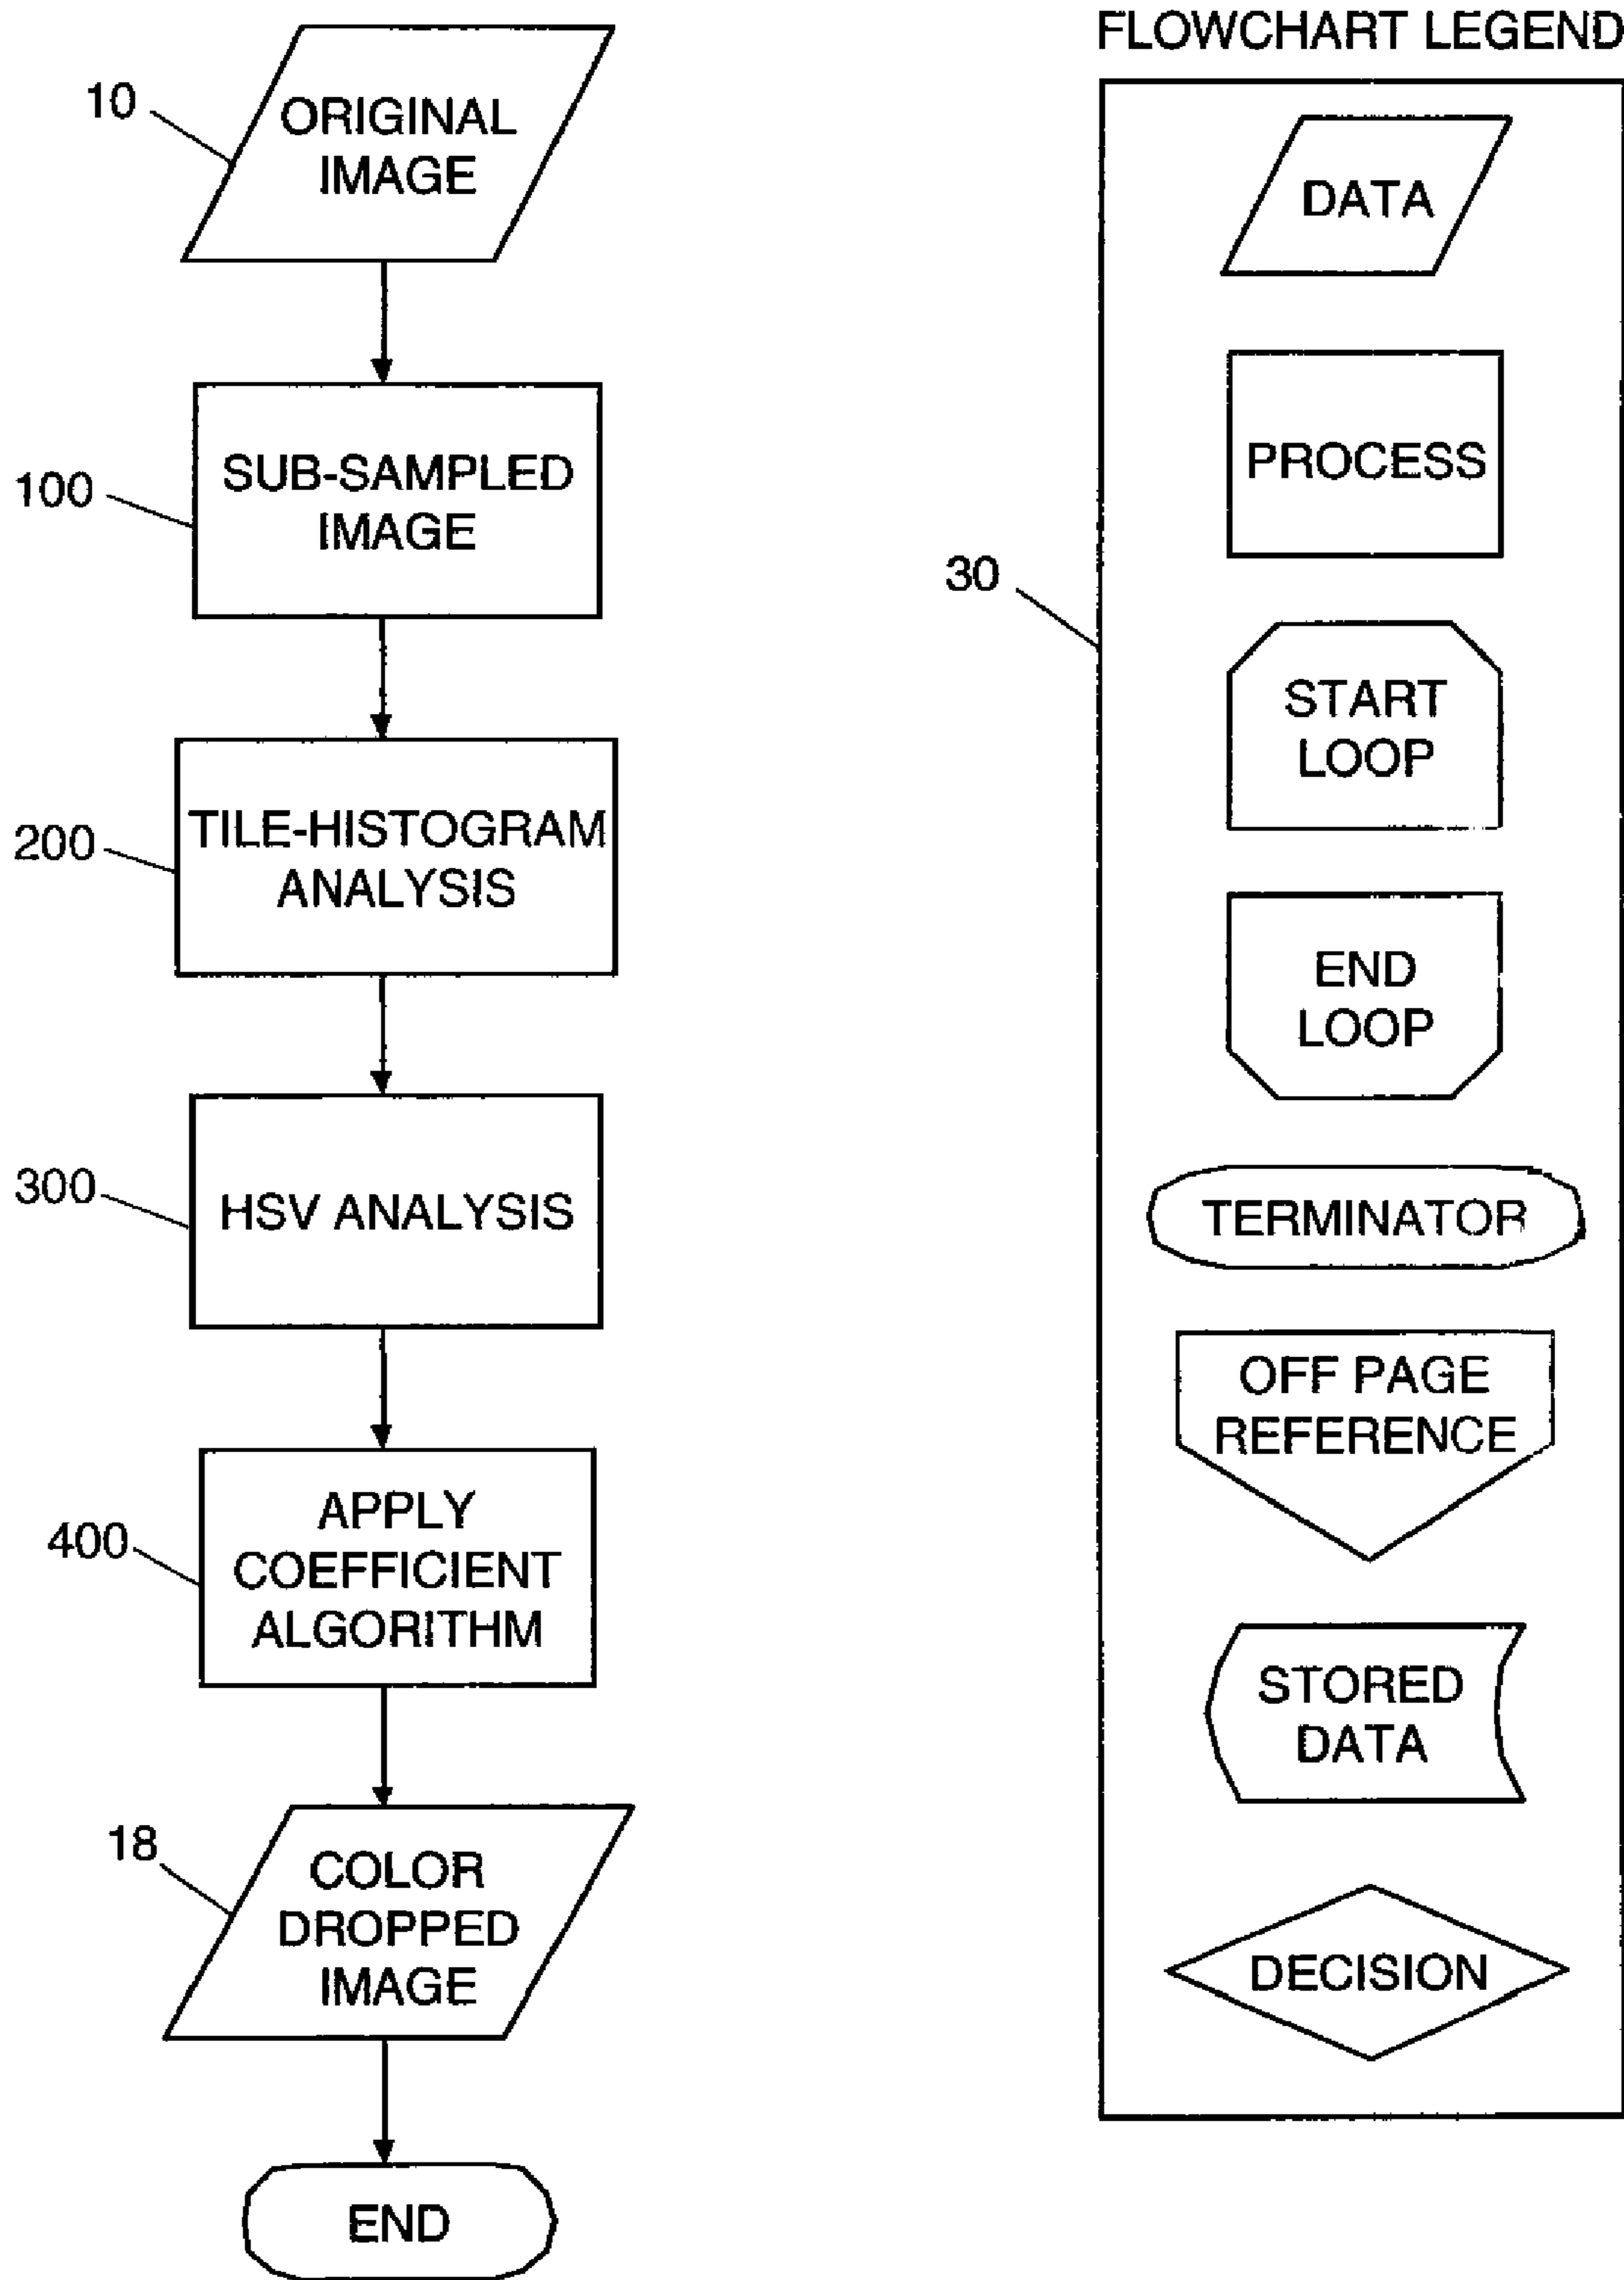 10
ORIGINAL
IMAGE
100
SUB-SAMPLED
IMAGE
200
TILE-HISTOGRAM
ANALYSIS
300
HSV ANALYSIS
400
APPLY
COEFFICIENT
ALGORITHM
18
COLOR
DROPPED
IMAGE
END
FLOWCHART LEGEND
30
DATA
PROCESS
START
LOOP
END
LOOP
TERMINATOR
OFF PAGE
REFERENCE
STORED
DATA
DECISION